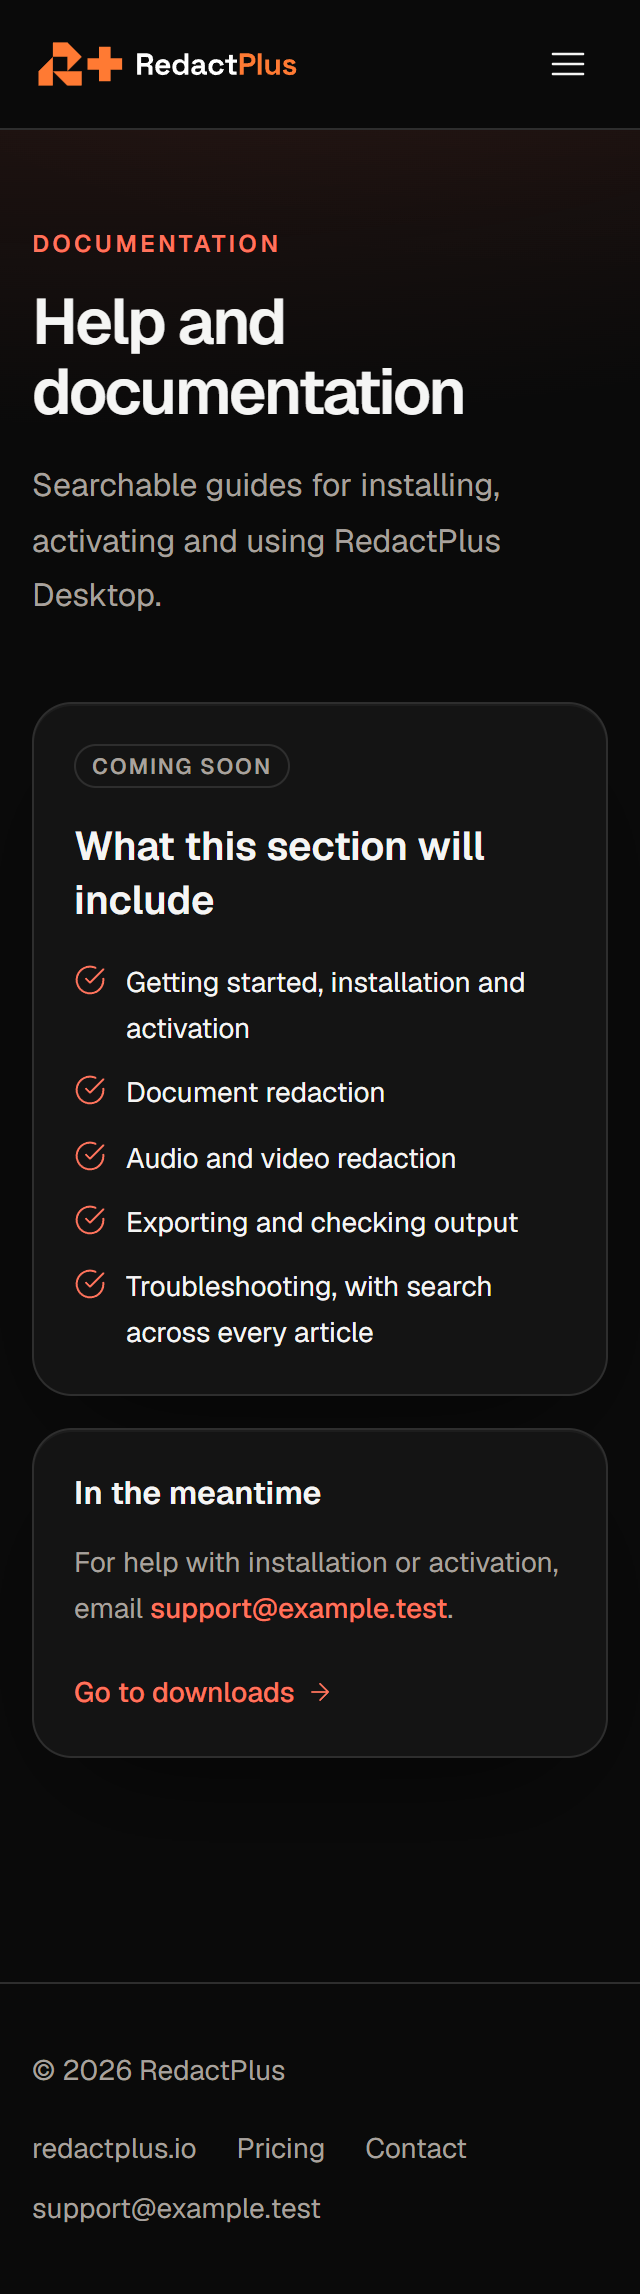 RedactPlus
DOCUMENTATION
Help and
documentation
Searchable guides for installing,
activating and using RedactPlus
Desktop.
COMING SOON
What this section will
include
Getting started, installation and
activation
Document redaction
Audio and video redaction
Exporting and checking output
Troubleshooting, with search
across every article
In the meantime
For help with installation or activation,
email support@example.test.
Go to downloads →
© 2026 RedactPlus
redactplus.io Pricing Contact
support@example.test